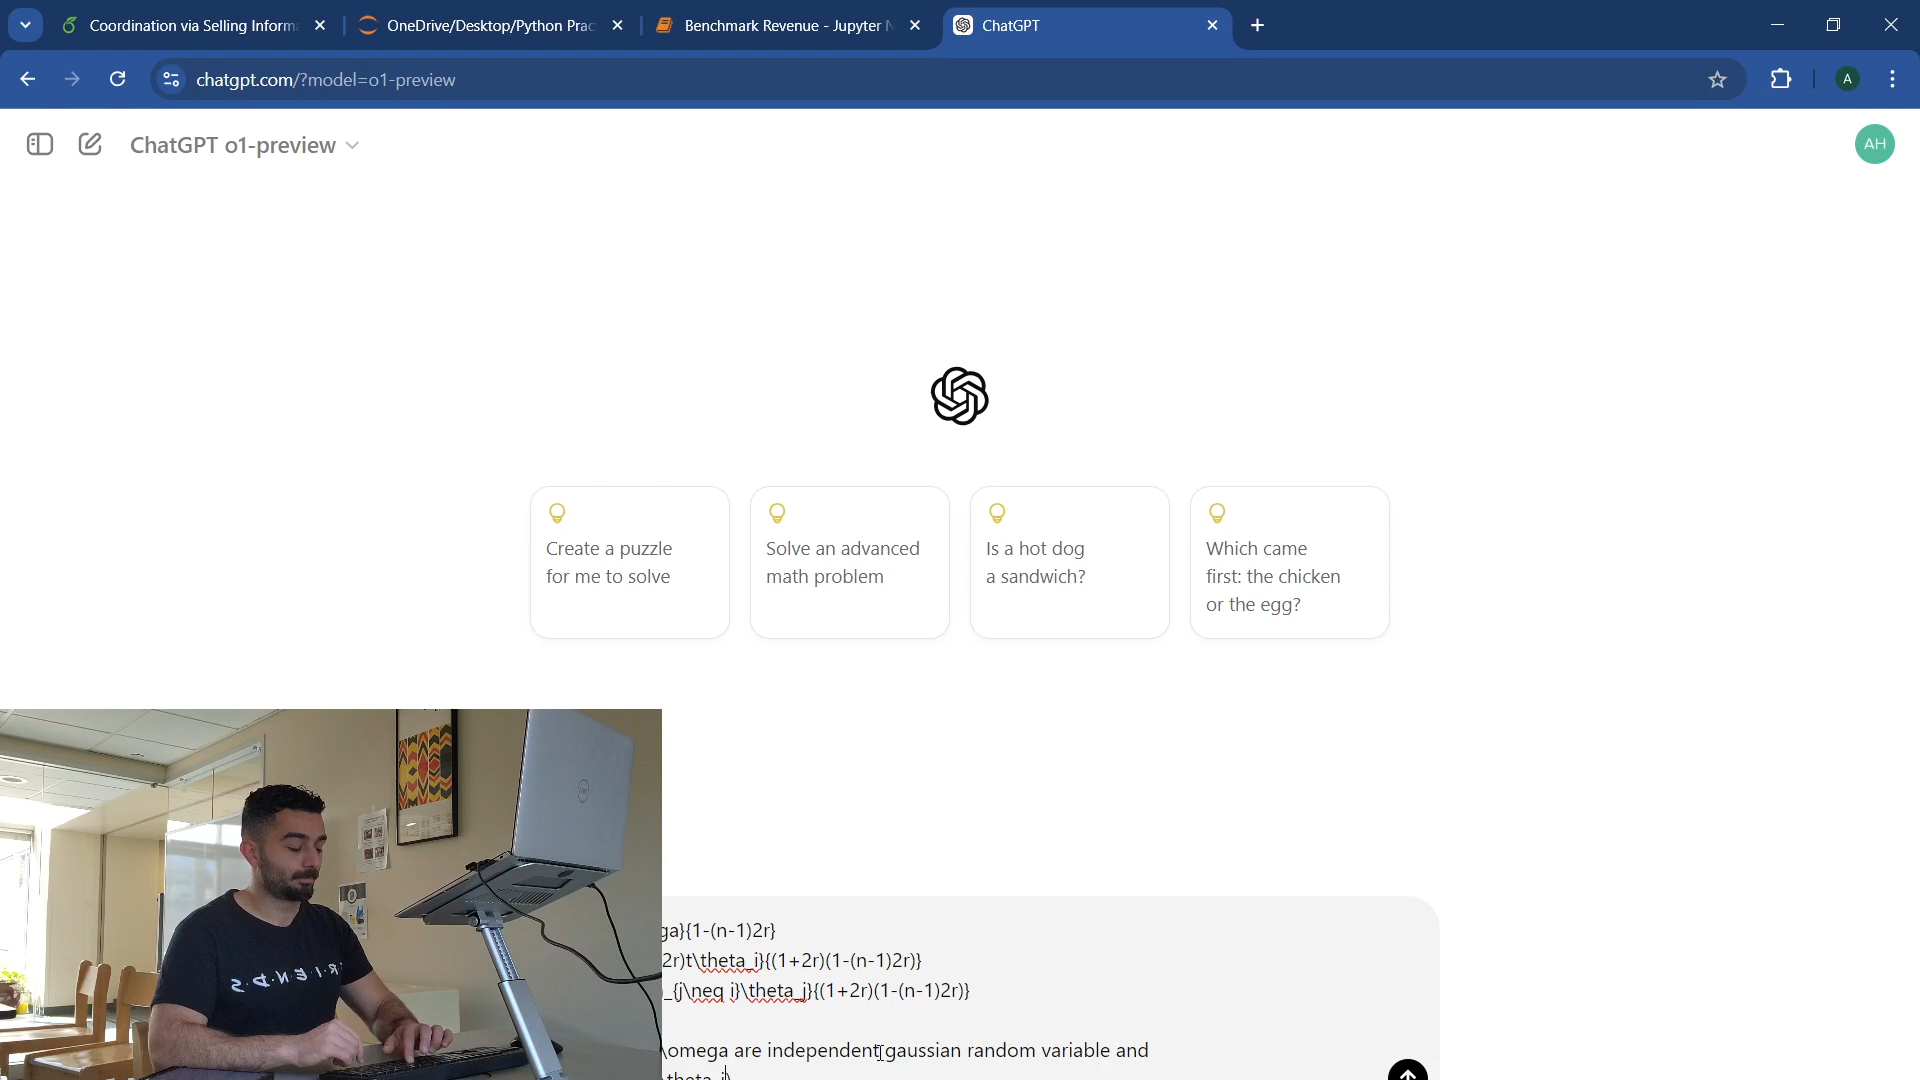 Coordination via Selling Inform
OneDrive/Desktop/Python Prac
Benchmark Revenue - Jupyter N
ChatGPT
chatgpt.com/?model=o1-preview
A
ChatGPT o1-preview
AH
Create a puzzle
for me to solve
Solve an advanced
math problem
Is a hot dog
a sandwich?
Which came
first: the chicken
or the egg?
ga}{1-(n-1)2r}
2r)t\theta_i}{(1+2r)(1-(n-1)2r)}
_{j\neq i}\theta_j}{(1+2r)(1-(n-1)2r)}
\omega are independent gaussian random variable and
\theta_i\
F·R·I·E·N·D·S
DELL